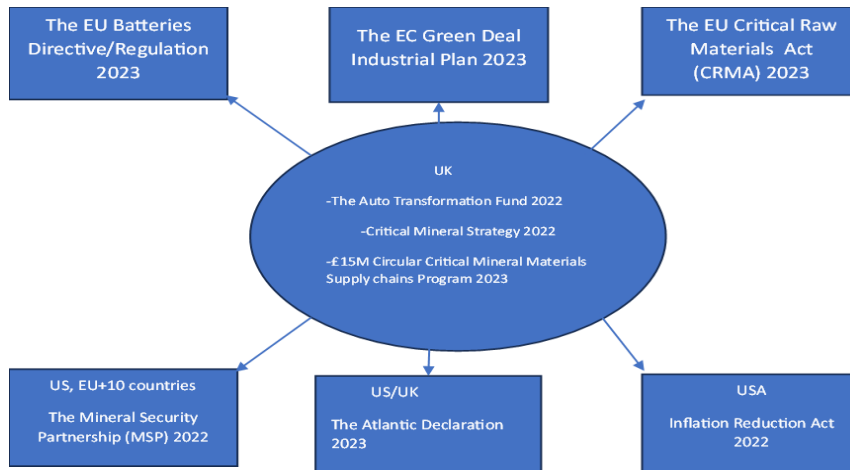 The EU Batteries
Directive/Regulation
2023
The EC Green Deal
Industrial Plan 2023
The EU Critical Raw
Materials Act
(CRMA) 2023
UK
-The Auto Transformation Fund 2022
-Critical Mineral Strategy 2022
-£15M Circular Critical Mineral Materials
Supply chains Program 2023
US, EU+10 countries
The Mineral Security
Partnership (MSP) 2022
US/UK
The Atlantic Declaration
2023
USA
Inflation Reduction Act
2022